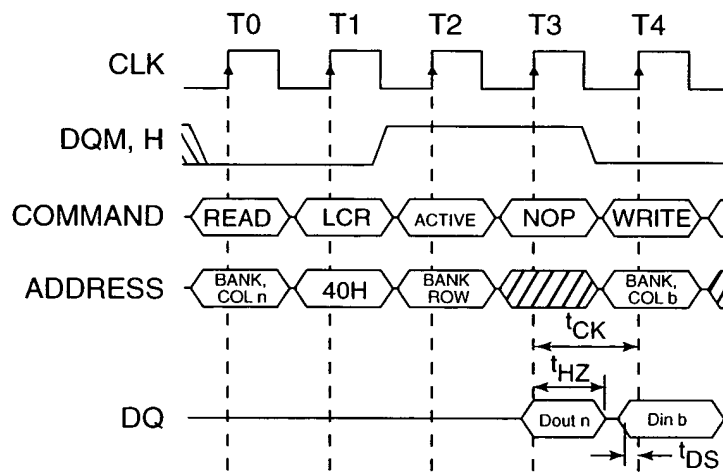 T0 T1 T2 T3 T4
CLK
DQM, H
COMMAND READ LCR ACTIVE NOP WRITE
ADDRESS BANK, COL n 40H BANK ROW BANK, COL b
tCK
tHZ
DQ Dout n Din b
tDS